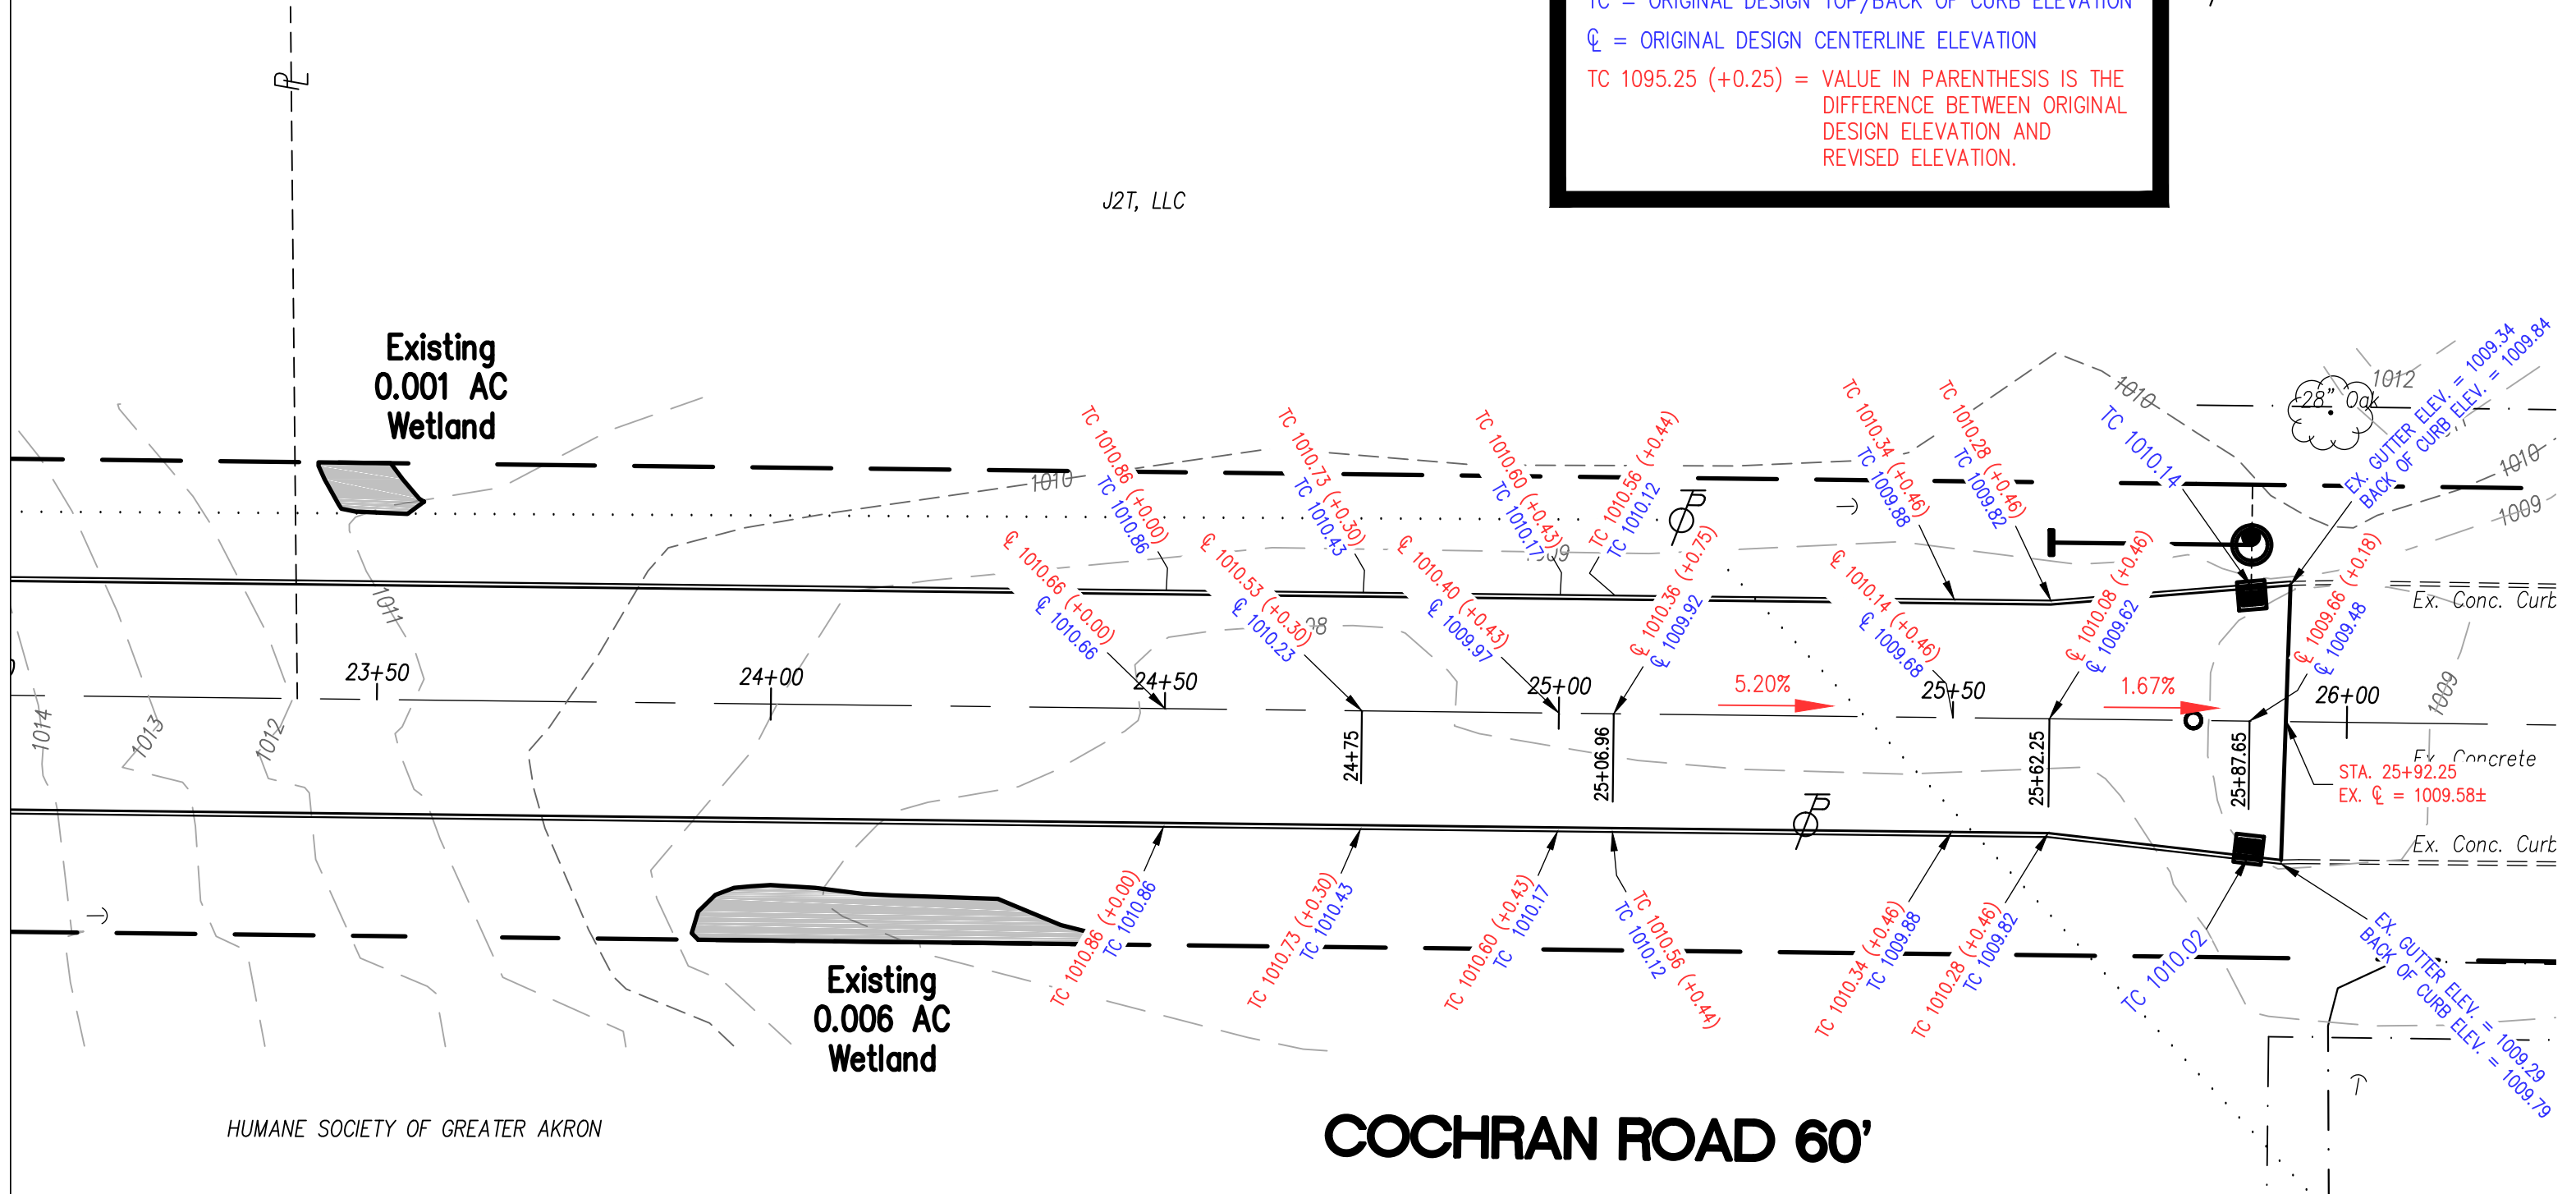 TC = ORIGINAL DESIGN TOP/BACK OF CURB ELEVATION
℄ = ORIGINAL DESIGN CENTERLINE ELEVATION
TC 1095.25 (+0.25) = VALUE IN PARENTHESIS IS THE
DIFFERENCE BETWEEN ORIGINAL
DESIGN ELEVATION AND
REVISED ELEVATION.
PL
J2T, LLC
Existing
0.001 AC
Wetland
TC 1010.86 (+0.00)
TC 1010.86
TC 1010.73 (+0.30)
TC 1010.43
TC 1010.60 (+0.43)
TC 1010.17
TC 1010.56 (+0.44)
TC 1010.12
TC 1010.34 (+0.46)
TC 1009.88
TC 1010.28 (+0.46)
TC 1009.82
TC 1010.14
EX. GUTTER ELEV. = 1009.34
BACK OF CURB ELEV. = 1009.84
28" Oak
1010
1012
1010
1009
1010
℄ 1010.66 (+0.00)
℄ 1010.66
℄ 1010.53 (+0.30)
℄ 1010.23
℄ 1010.40 (+0.43)
℄ 1009.97
℄ 1010.36 (+0.75)
℄ 1009.92
℄ 1010.14 (+0.46)
℄ 1009.68
℄ 1010.08 (+0.46)
℄ 1009.62
℄ 1009.66 (+0.18)
℄ 1009.48
Ex. Conc. Curb
1011
23+50
24+00
24+50
25+00
5.20%
25+50
1.67%
26+00
1009
1014
1013
1012
24+75
25+06.96
25+62.25
25+87.65
Ex. Concrete
STA. 25+92.25
EX. ℄ = 1009.58±
Ex. Conc. Curb
TC 1010.86 (+0.00)
TC 1010.86
TC 1010.73 (+0.30)
TC 1010.43
TC 1010.60 (+0.43)
TC 1010.17
TC 1010.56 (+0.44)
TC 1010.12
TC 1010.34 (+0.46)
TC 1009.88
TC 1010.28 (+0.46)
TC 1009.82
TC 1010.02
EX. GUTTER ELEV. = 1009.29
BACK OF CURB ELEV. = 1009.79
Existing
0.006 AC
Wetland
HUMANE SOCIETY OF GREATER AKRON
COCHRAN ROAD 60'